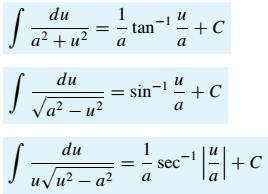 ∫ du / (a² + u²) = (1/a) tan⁻¹ (u/a) + C
∫ du / √(a² – u²) = sin⁻¹ (u/a) + C
∫ du / (u√(u² – a²)) = (1/a) sec⁻¹ |u/a| + C